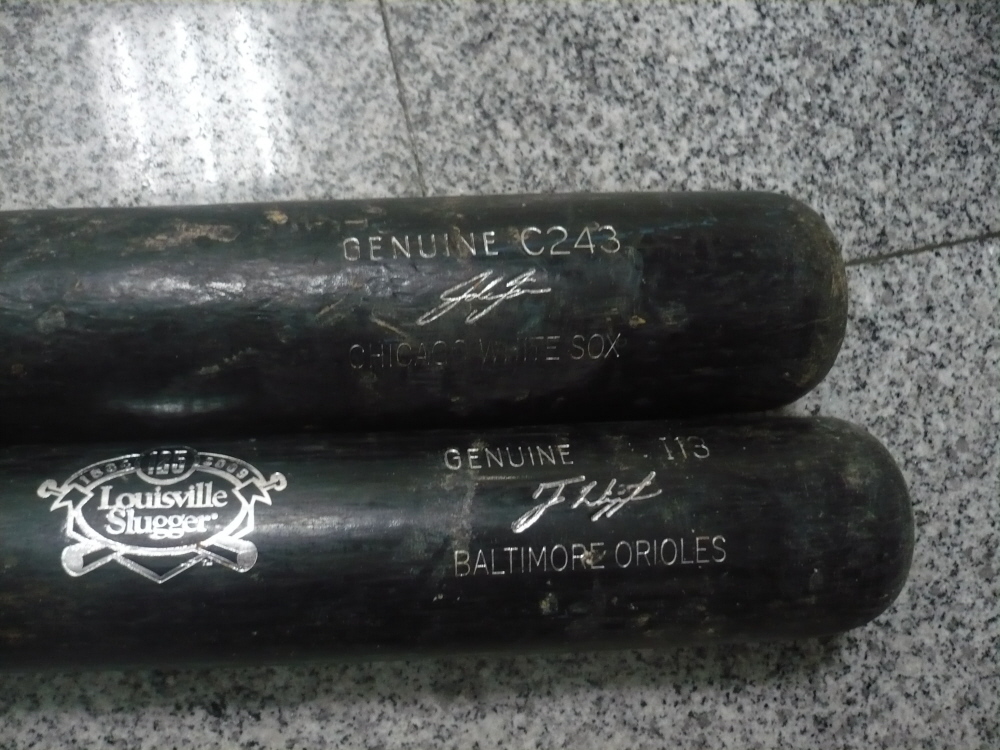 GENUINE C243
CHICAGO WHITE SOX
1884 125 2009
Louisville
Slugger
GENUINE I13
BALTIMORE ORIOLES